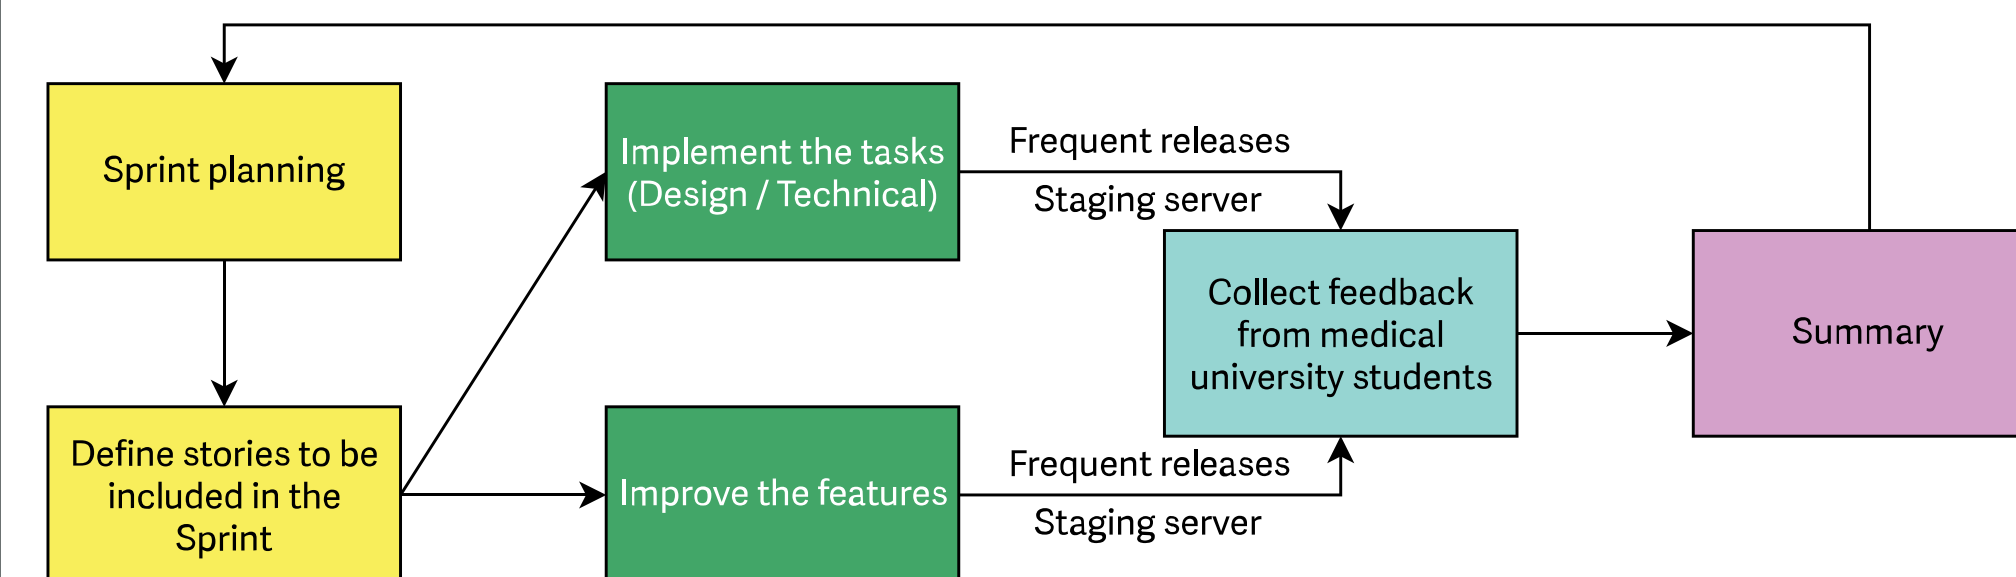 Sprint planning
Implement the tasks
(Design / Technical)
Frequent releases
Staging server
Collect feedback
from medical
university students
Summary
Define stories to be
included in the
Sprint
Improve the features
Frequent releases
Staging server